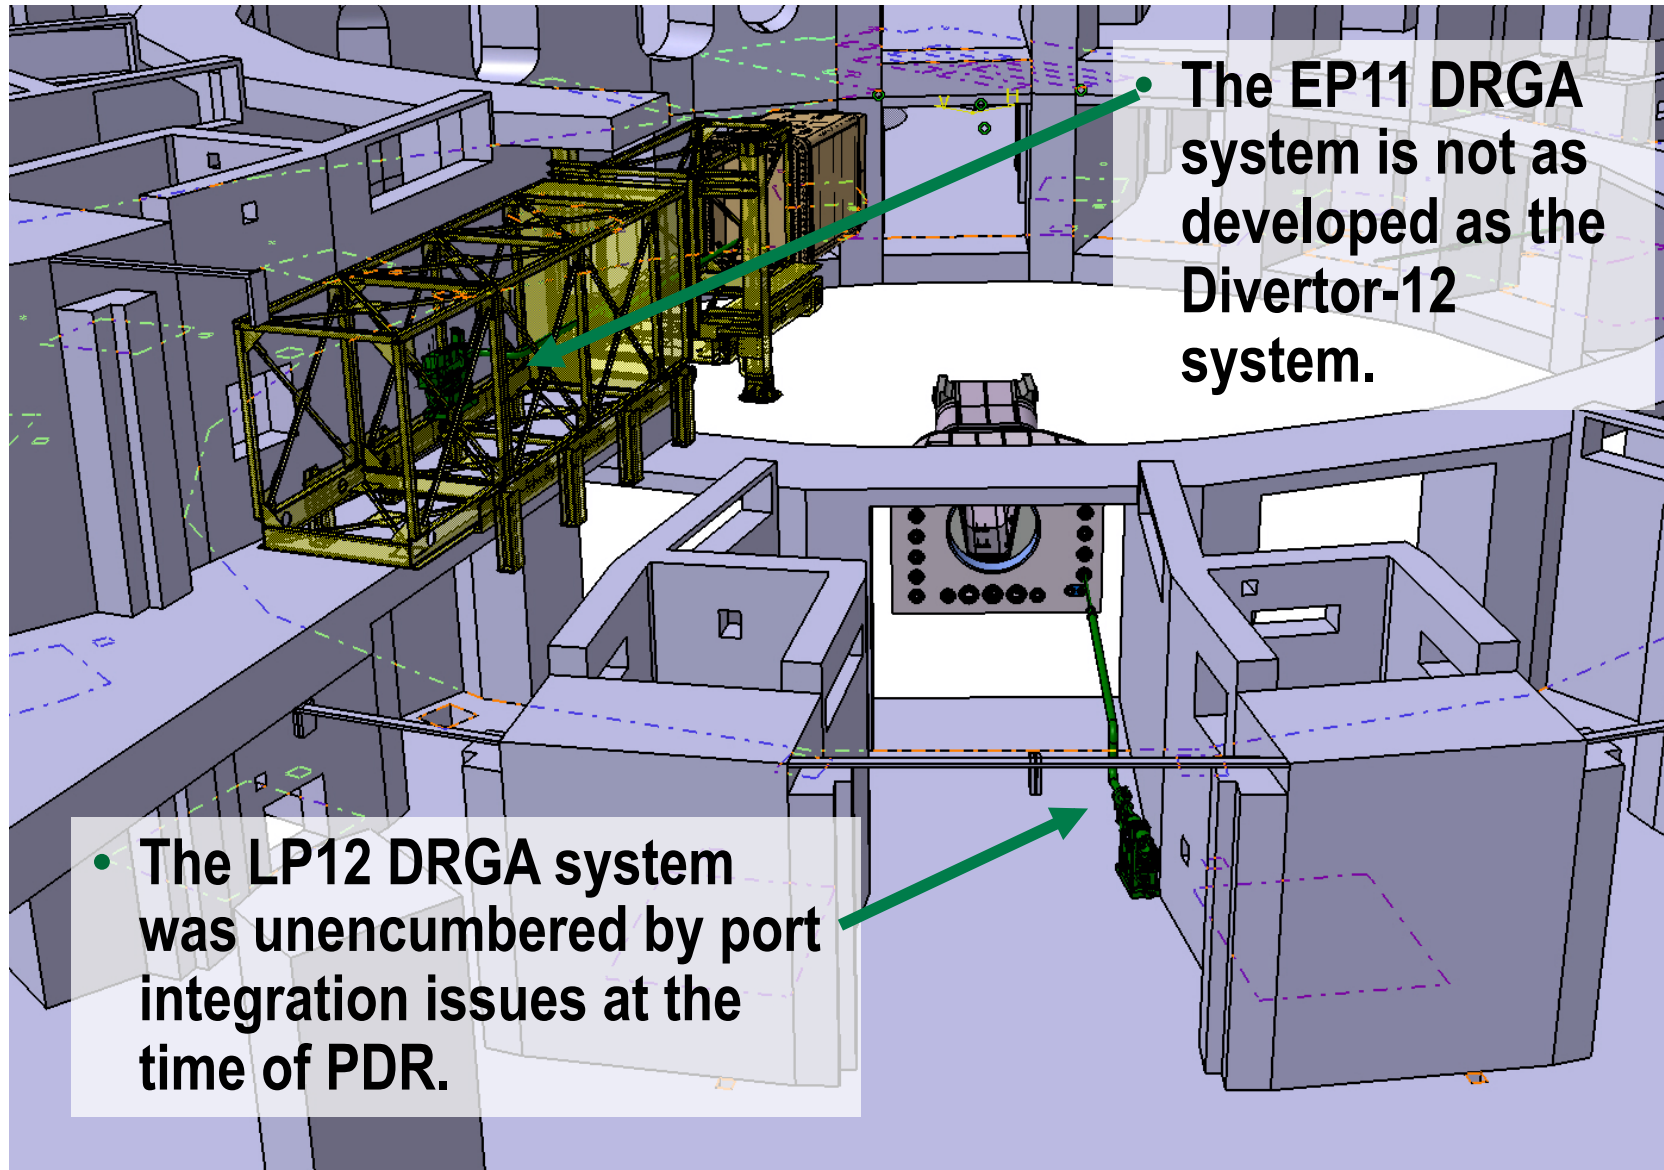 • The EP11 DRGA
system is not as
developed as the
Divertor-12
system.
V H
• The LP12 DRGA system
was unencumbered by port
integration issues at the
time of PDR.